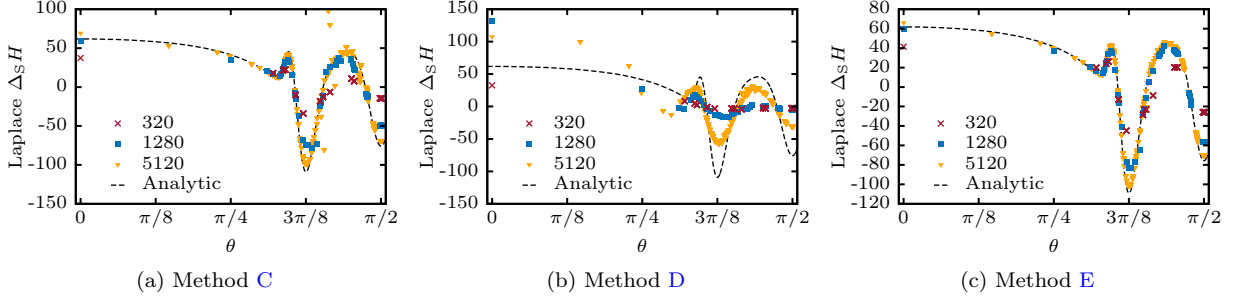 100
50
0
-50
-100
-150
Laplace ΔSH
320
1280
5120
Analytic
0
π/8
π/4
3π/8
π/2
θ
(a) Method C
150
100
50
0
-50
-100
-150
Laplace ΔSH
320
1280
5120
Analytic
0
π/8
π/4
3π/8
π/2
θ
(b) Method D
80
60
40
20
0
-20
-40
-60
-80
-100
-120
Laplace ΔSH
320
1280
5120
Analytic
0
π/8
π/4
3π/8
π/2
θ
(c) Method E